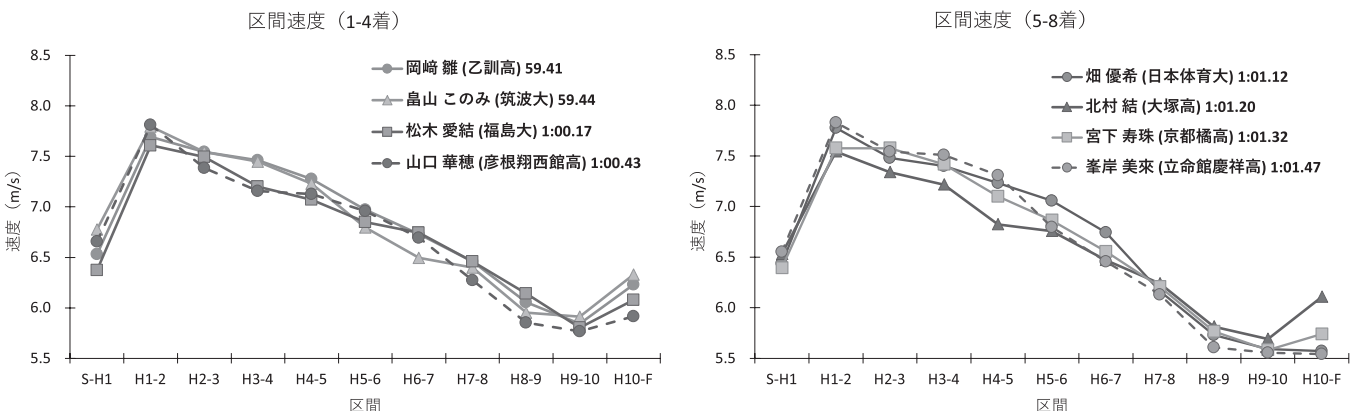 区間速度（1-4着）
8.5
8.0
7.5
7.0
6.5
6.0
5.5
速度（m/s）
岡﨑 雛 (乙訓高) 59.41
畠山 このみ (筑波大) 59.44
松木 愛結 (福島大) 1:00.17
山口 華穂 (彦根翔西館高) 1:00.43
S-H1 H1-2 H2-3 H3-4 H4-5 H5-6 H6-7 H7-8 H8-9 H9-10 H10-F
区間
区間速度（5-8着）
8.5
8.0
7.5
7.0
6.5
6.0
5.5
速度（m/s）
畑 優希 (日本体育大) 1:01.12
北村 結 (大塚高) 1:01.20
宮下 寿珠 (京都橘高) 1:01.32
峯岸 美來 (立命館慶祥高) 1:01.47
S-H1 H1-2 H2-3 H3-4 H4-5 H5-6 H6-7 H7-8 H8-9 H9-10 H10-F
区間